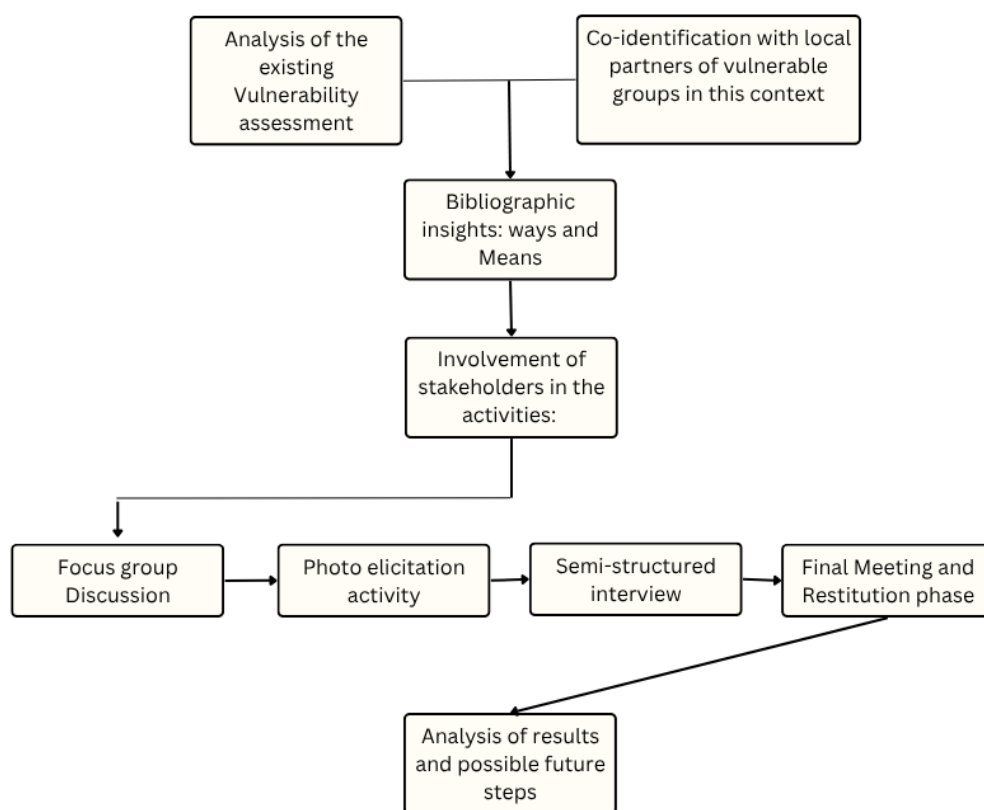 Analysis of the
existing
Vulnerability
assessment
Co-identification with local
partners of vulnerable
groups in this context
Bibliographic
insights: ways and
Means
Involvement of
stakeholders in the
activities:
Focus group
Discussion
Photo elicitation
activity
Semi-structured
interview
Final Meeting and
Restitution phase
Analysis of results
and possible future
steps